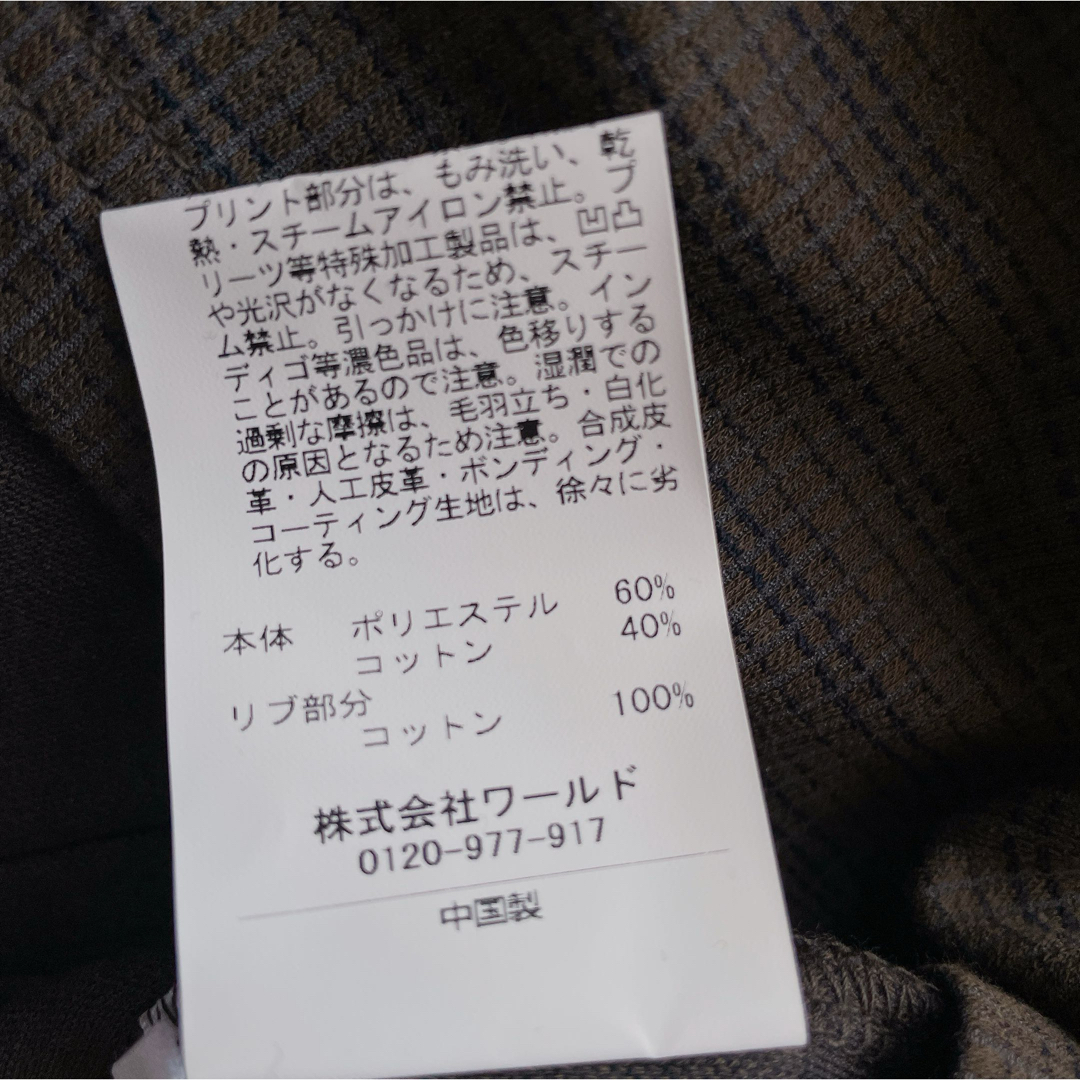 プリント部分は、もみ洗い、乾
熱・スチームアイロン禁止。プ
リーツ等特殊加工製品は、凹凸
や光沢がなくなるため、スチー
ム禁止。引っかけに注意。イン
ディゴ等濃色品は、色移りする
ことがあるので注意。湿潤での
過剰な摩擦は、毛羽立ち・白化
の原因となるため注意。合成皮
革・人工皮革・ボンディング・
コーティング生地は、徐々に劣
化する。
本体 ポリエステル 60%
コットン 40%
リブ部分
コットン 100%
株式会社ワールド
0120-977-917
中国製